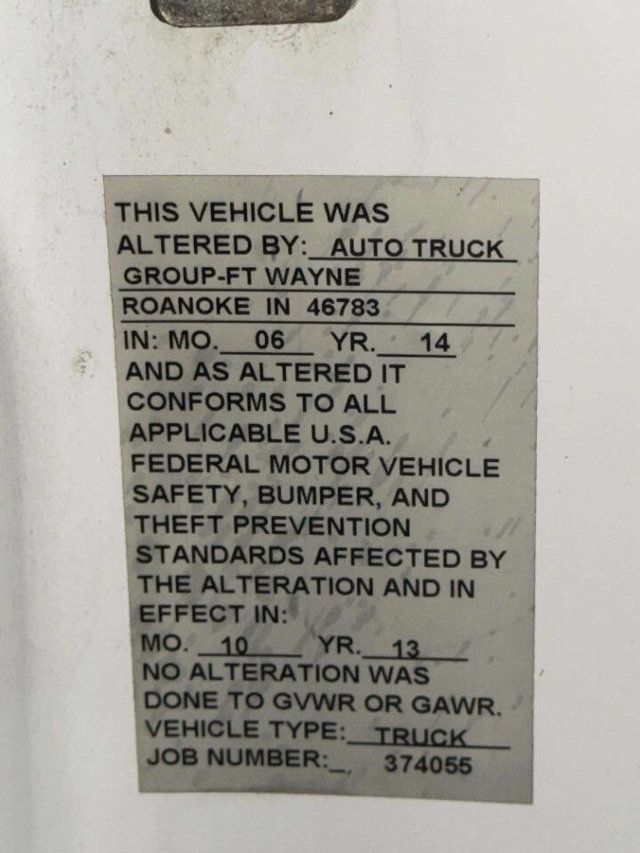 THIS VEHICLE WAS
ALTERED BY: AUTO TRUCK
GROUP-FT WAYNE
ROANOKE IN 46783
IN: MO. 06 YR. 14
AND AS ALTERED IT
CONFORMS TO ALL
APPLICABLE U.S.A.
FEDERAL MOTOR VEHICLE
SAFETY, BUMPER, AND
THEFT PREVENTION
STANDARDS AFFECTED BY
THE ALTERATION AND IN
EFFECT IN:
MO. 10 YR. 13
NO ALTERATION WAS
DONE TO GVWR OR GAWR.
VEHICLE TYPE: TRUCK
JOB NUMBER: 374055